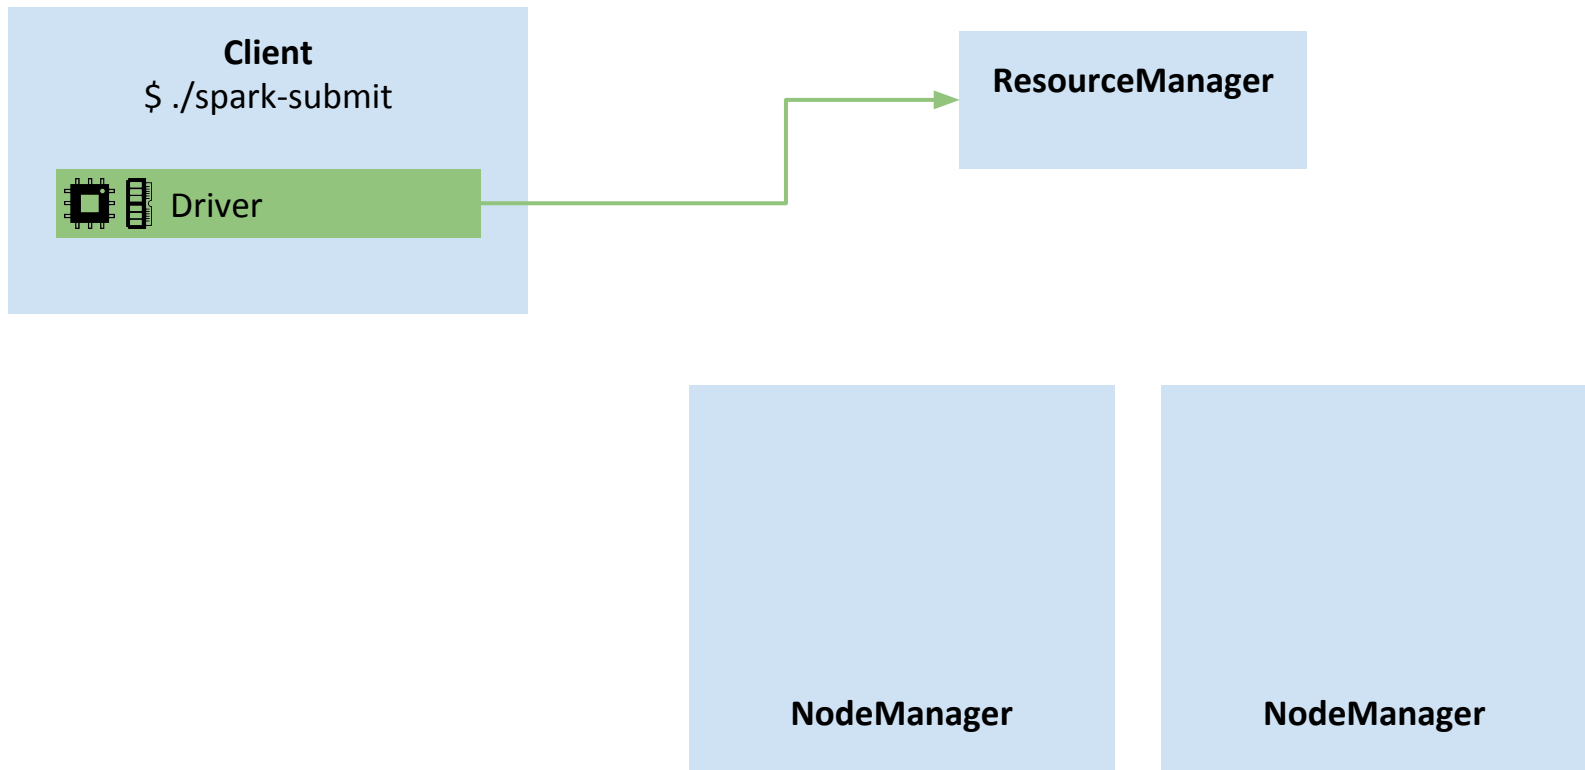 Client
$ ./spark-submit
Driver
ResourceManager
NodeManager
NodeManager